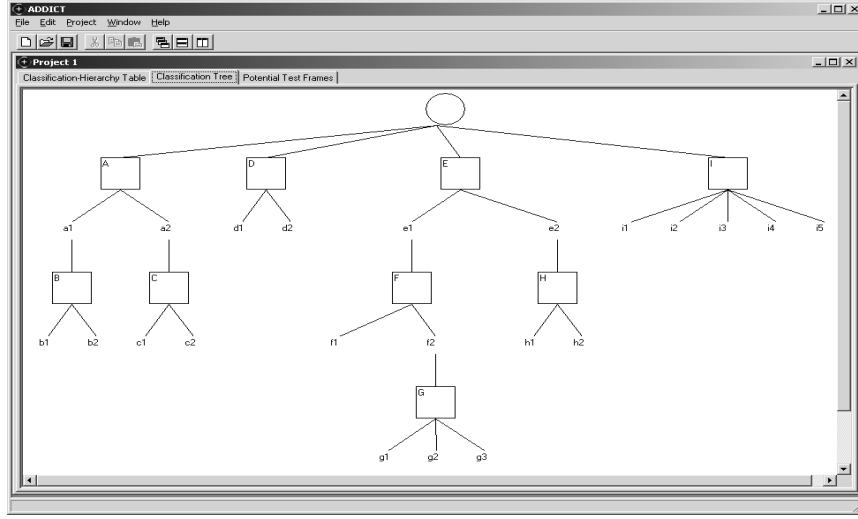 ADDICT
File Edit Project Window Help
Project 1
Classification-Hierarchy Table Classification Tree Potential Test Frames
A D E I
a1 a2 d1 d2 e1 e2 i1 i2 i3 i4 i5
B C F H
b1 b2 c1 c2 f1 f2 h1 h2
G
g1 g2 g3